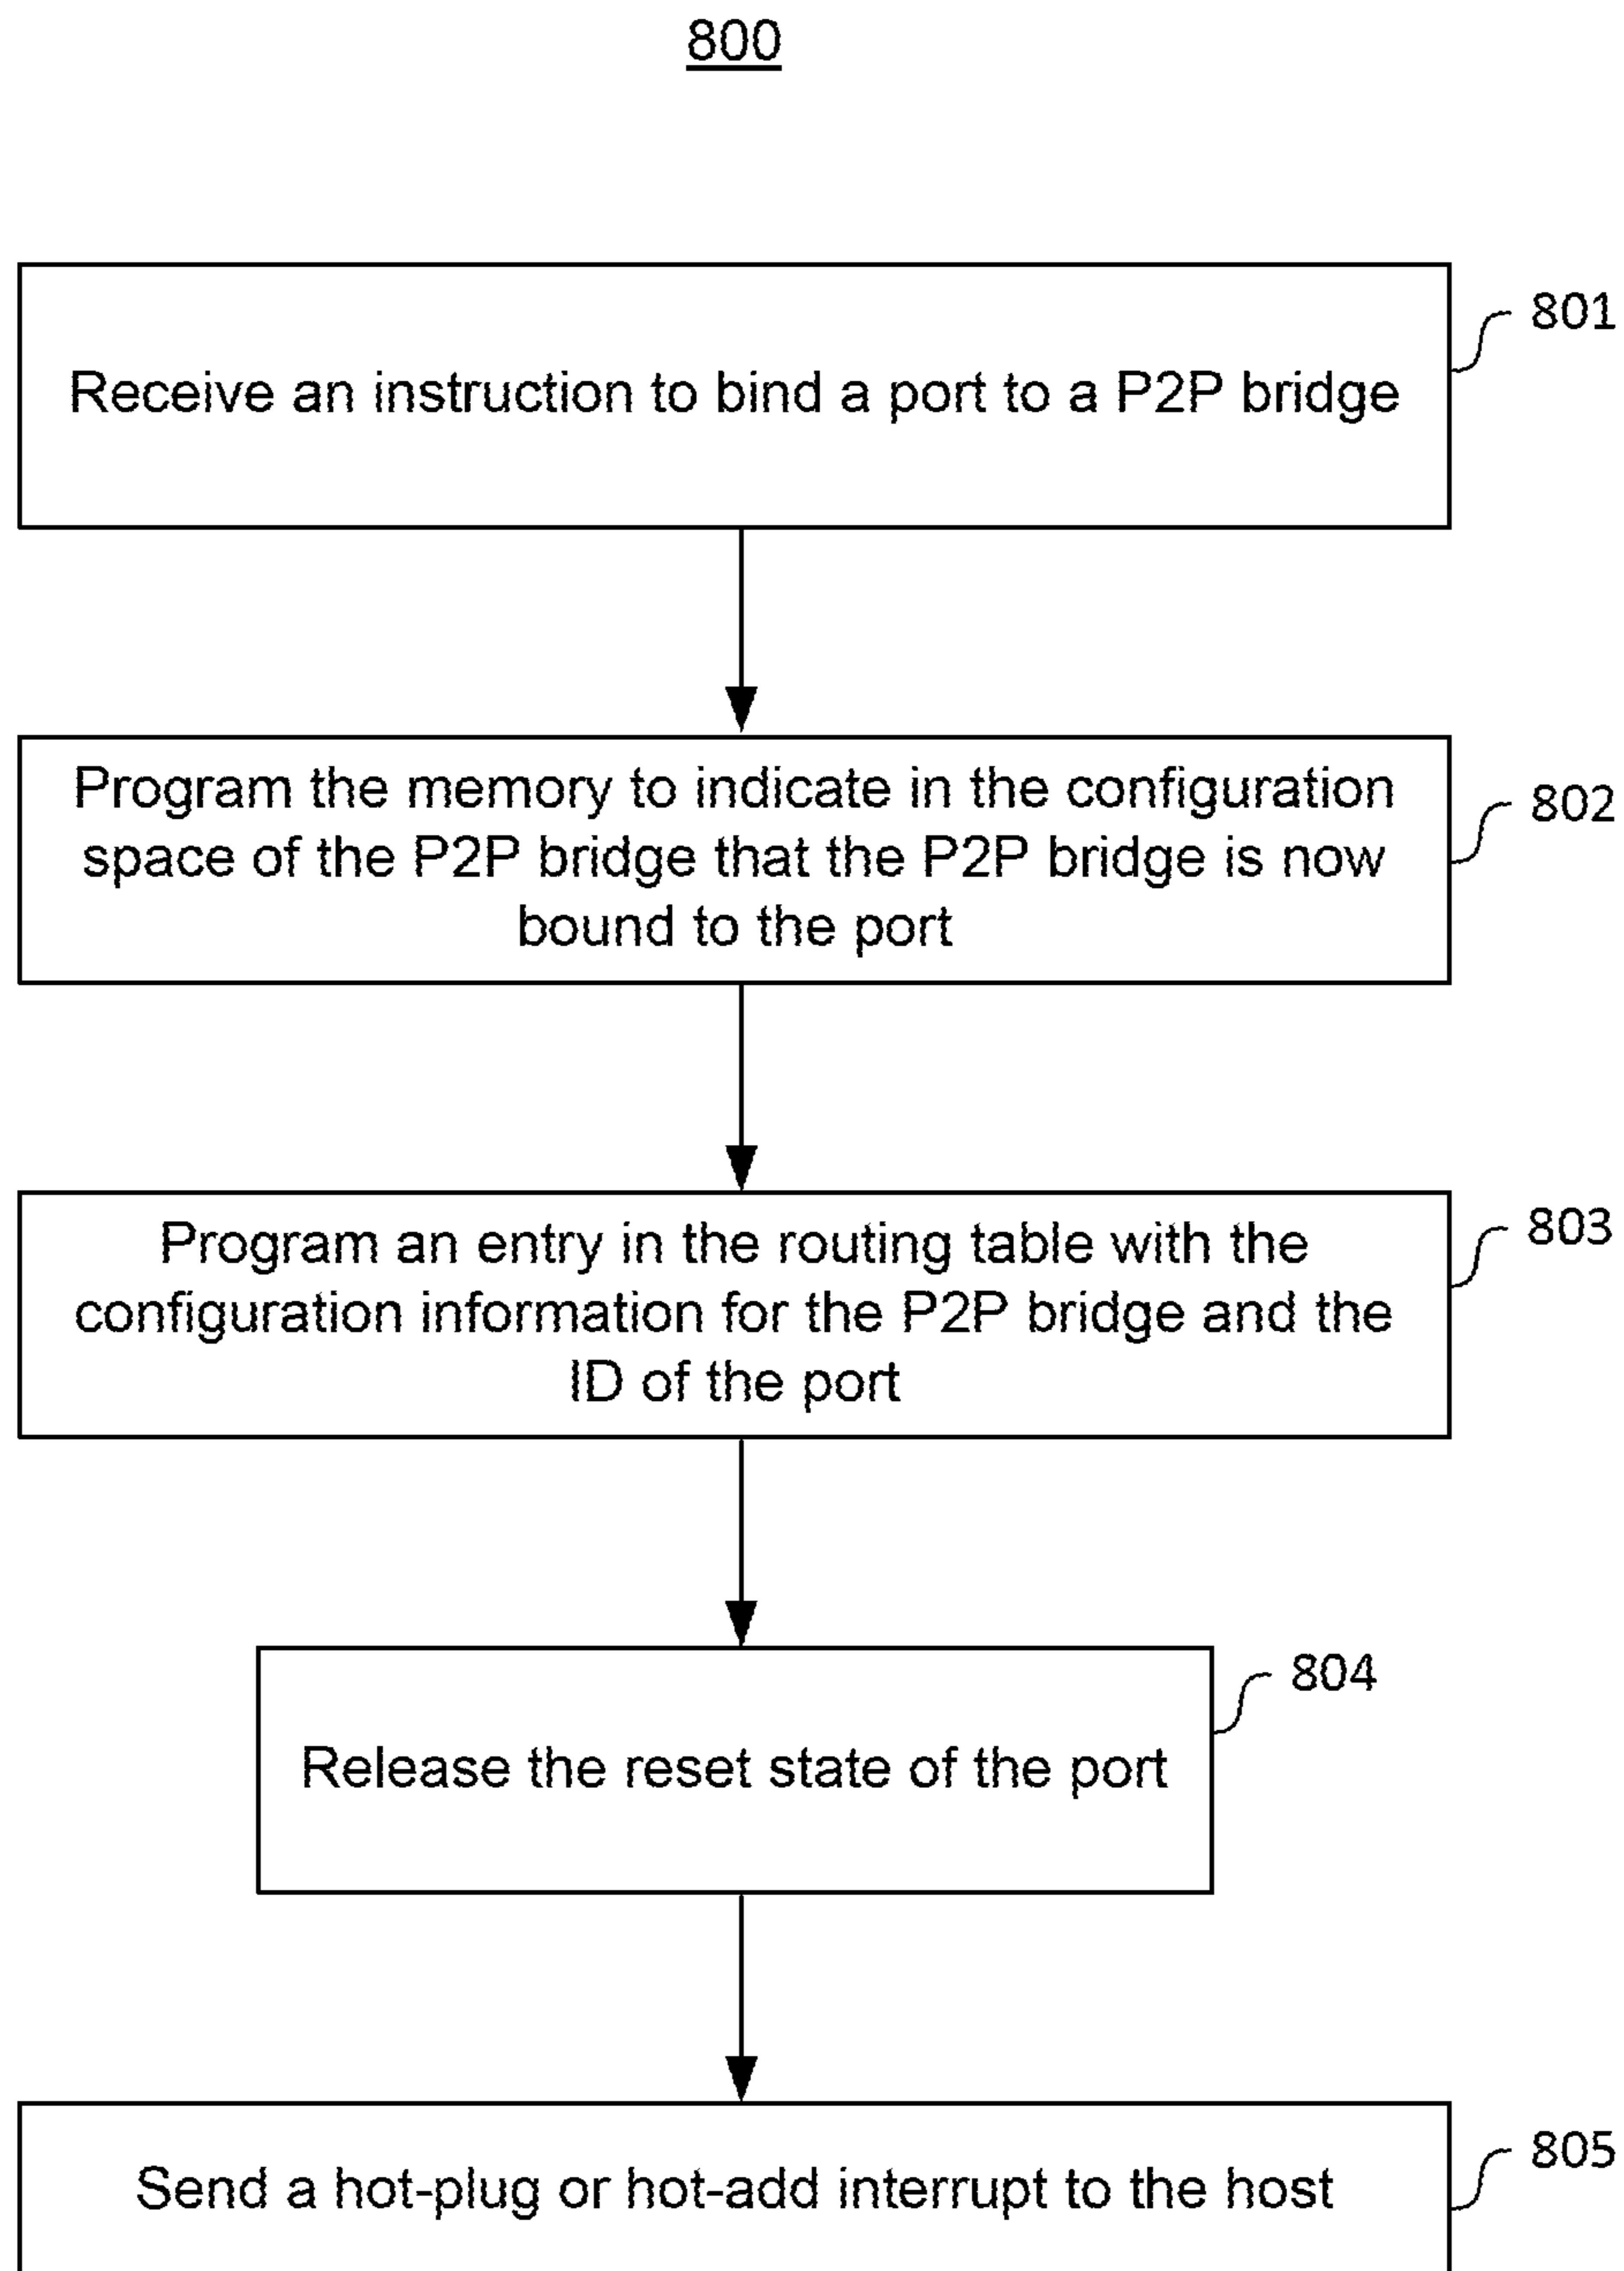 800
Receive an instruction to bind a port to a P2P bridge
801
Program the memory to indicate in the configuration
space of the P2P bridge that the P2P bridge is now
bound to the port
802
Program an entry in the routing table with the
configuration information for the P2P bridge and the
ID of the port
803
Release the reset state of the port
804
Send a hot-plug or hot-add interrupt to the host
805